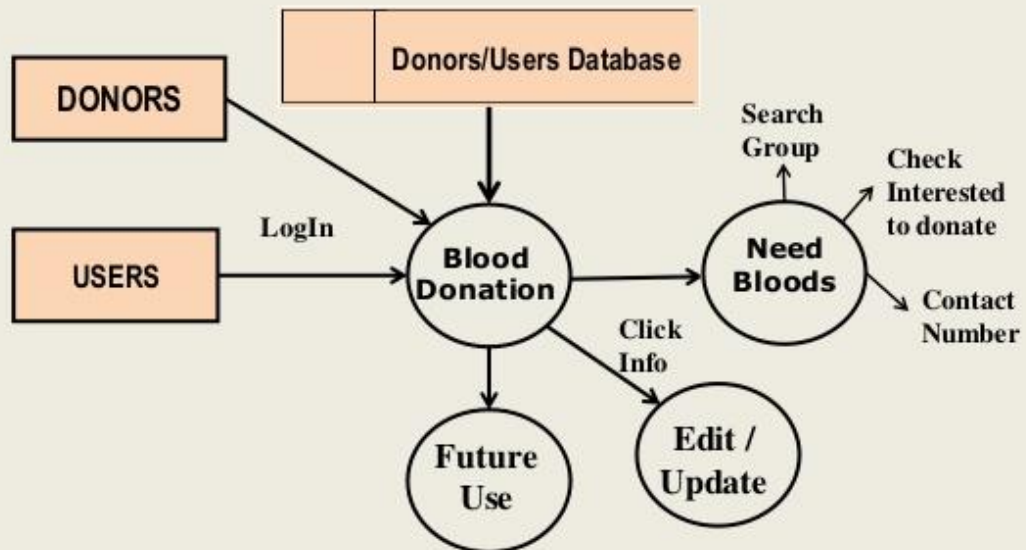 Donors/Users Database
DONORS
Search
Group
Check
Interested
to donate
LogIn
USERS
Blood
Donation
Need
Bloods
Contact
Number
Click
Info
Future
Use
Edit /
Update